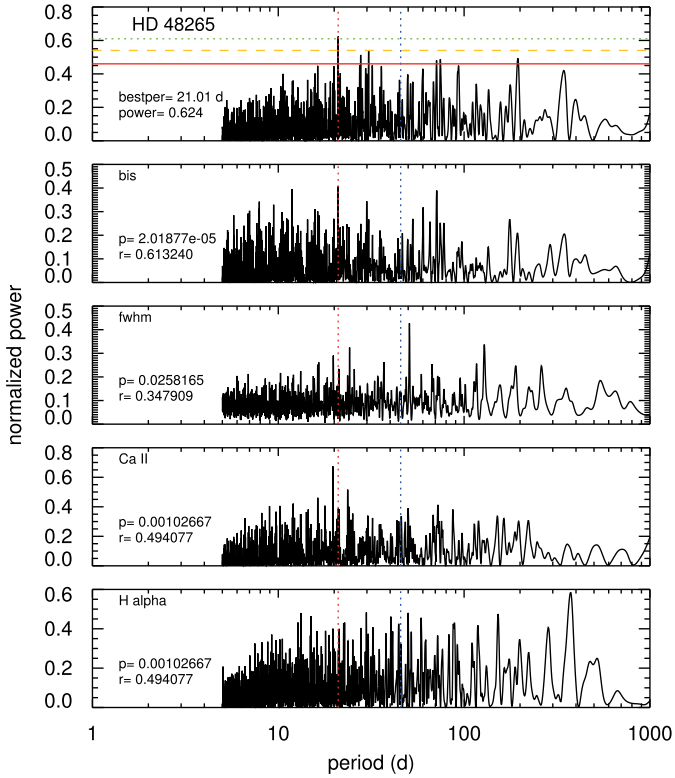 HD 48265
0.8
0.6
0.4
0.2
0.0
bestper= 21.01 d
power= 0.624
0.5
0.4
0.3
0.2
0.1
0.0
bis
p= 2.01877e-05
r= 0.613240
0.5
0.4
0.3
0.2
0.1
0.0
fwhm
p= 0.0258165
r= 0.347909
0.8
0.6
0.4
0.2
0.0
Ca II
p= 0.00102667
r= 0.494077
0.6
0.4
0.2
0.0
H alpha
p= 0.00102667
r= 0.494077
normalized power
1 10 100 1000
period (d)